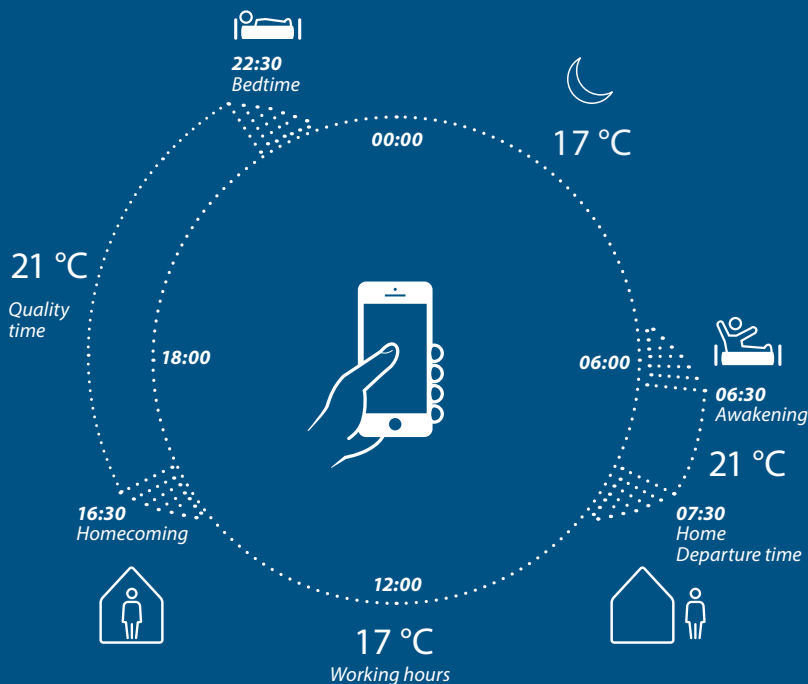 22:30
Bedtime
00:00
17 °C
21 °C
Quality
time
18:00
06:00
06:30
Awakening
21 °C
16:30
Homecoming
07:30
Home
Departure time
12:00
17 °C
Working hours